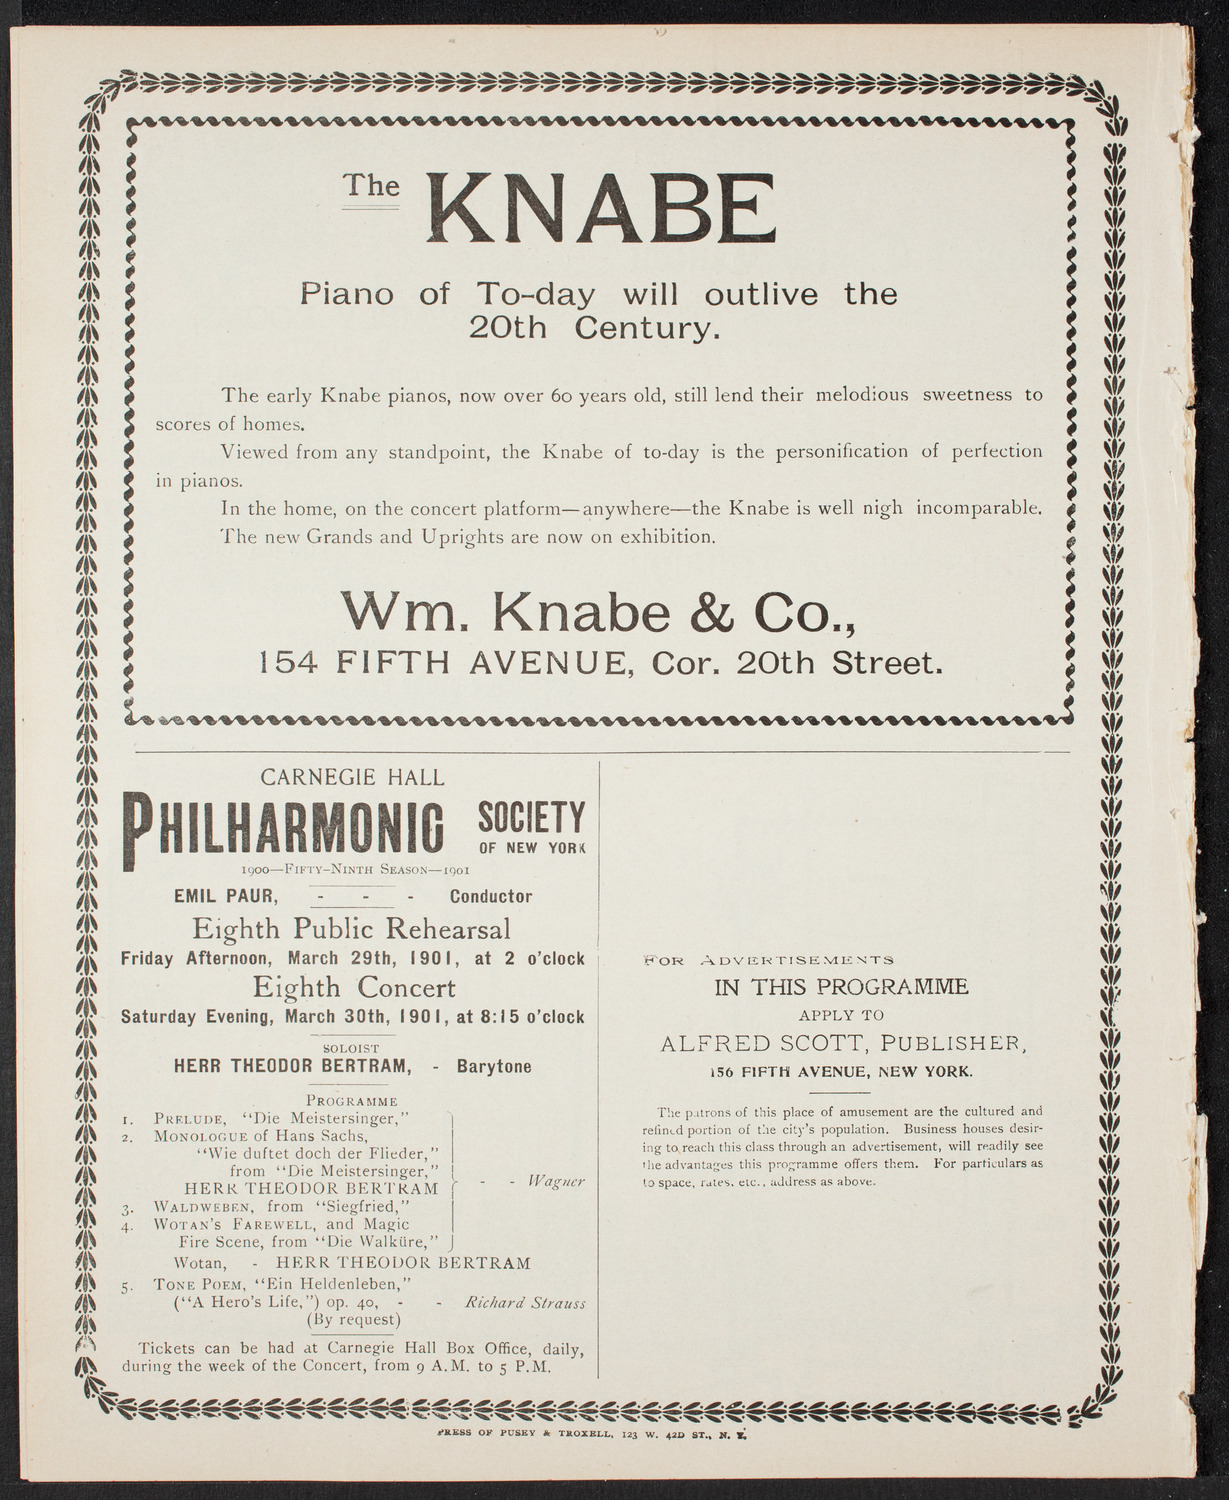 The KNABE
Piano of To-day will outlive the
20th Century.
The early Knabe pianos, now over 60 years old, still lend their melodious sweetness to
scores of homes.
Viewed from any standpoint, the Knabe of to-day is the personification of perfection
in pianos.
In the home, on the concert platform—anywhere—the Knabe is well nigh incomparable.
The new Grands and Uprights are now on exhibition.
Wm. Knabe & Co.,
154 FIFTH AVENUE, Cor. 20th Street.
CARNEGIE HALL
PHILHARMONIC SOCIETY
OF NEW YORK
1900—FIFTY-NINTH SEASON—1901
EMIL PAUR, - - - Conductor
Eighth Public Rehearsal
Friday Afternoon, March 29th, 1901, at 2 o'clock
Eighth Concert
Saturday Evening, March 30th, 1901, at 8:15 o'clock
SOLOIST
HERR THEODOR BERTRAM, - Barytone
PROGRAMME
1. PRELUDE, "Die Meistersinger,"
2. MONOLOGUE of Hans Sachs,
"Wie duftet doch der Flieder,"
from "Die Meistersinger,"
HERR THEODOR BERTRAM - - Wagner
3. WALDWEBEN, from "Siegfried,"
4. WOTAN'S FAREWELL, and Magic
Fire Scene, from "Die Walküre,"
Wotan, - HERR THEODOR BERTRAM
5. TONE POEM, "Ein Heldenleben,"
("A Hero's Life,") op. 40, - - Richard Strauss
(By request)
Tickets can be had at Carnegie Hall Box Office, daily,
during the week of the Concert, from 9 A.M. to 5 P.M.
FOR ADVERTISEMENTS
IN THIS PROGRAMME
APPLY TO
ALFRED SCOTT, PUBLISHER,
156 FIFTH AVENUE, NEW YORK.
The patrons of this place of amusement are the cultured and
refined portion of the city's population. Business houses desir-
ing to reach this class through an advertisement, will readily see
the advantages this programme offers them. For particulars as
to space, rates, etc., address as above.
PRESS OF PUSEY & TROXELL, 123 W. 42D ST., N. Y.